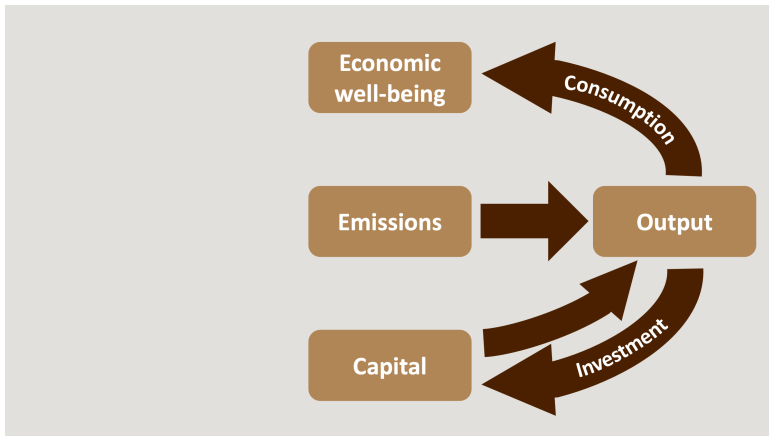 Economic
well-being
Consumption
Emissions
Output
Capital
Investment